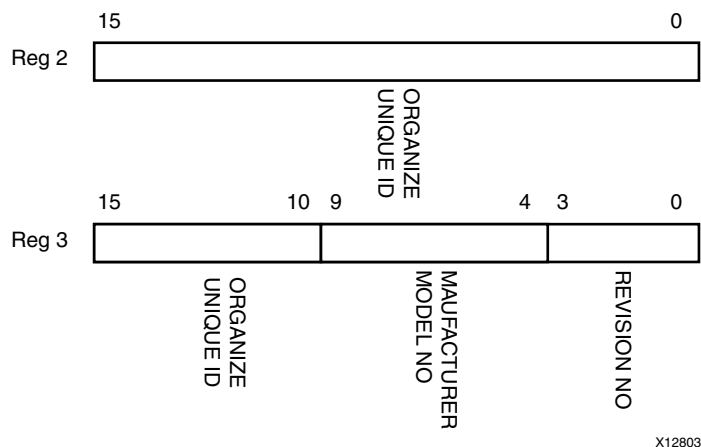 15 0
Reg 2
ORGANIZE
UNIQUE ID
15 10 9 4 3 0
Reg 3
ORGANIZE
UNIQUE ID
MAUFACTURER
MODEL NO
REVISION NO
X12803